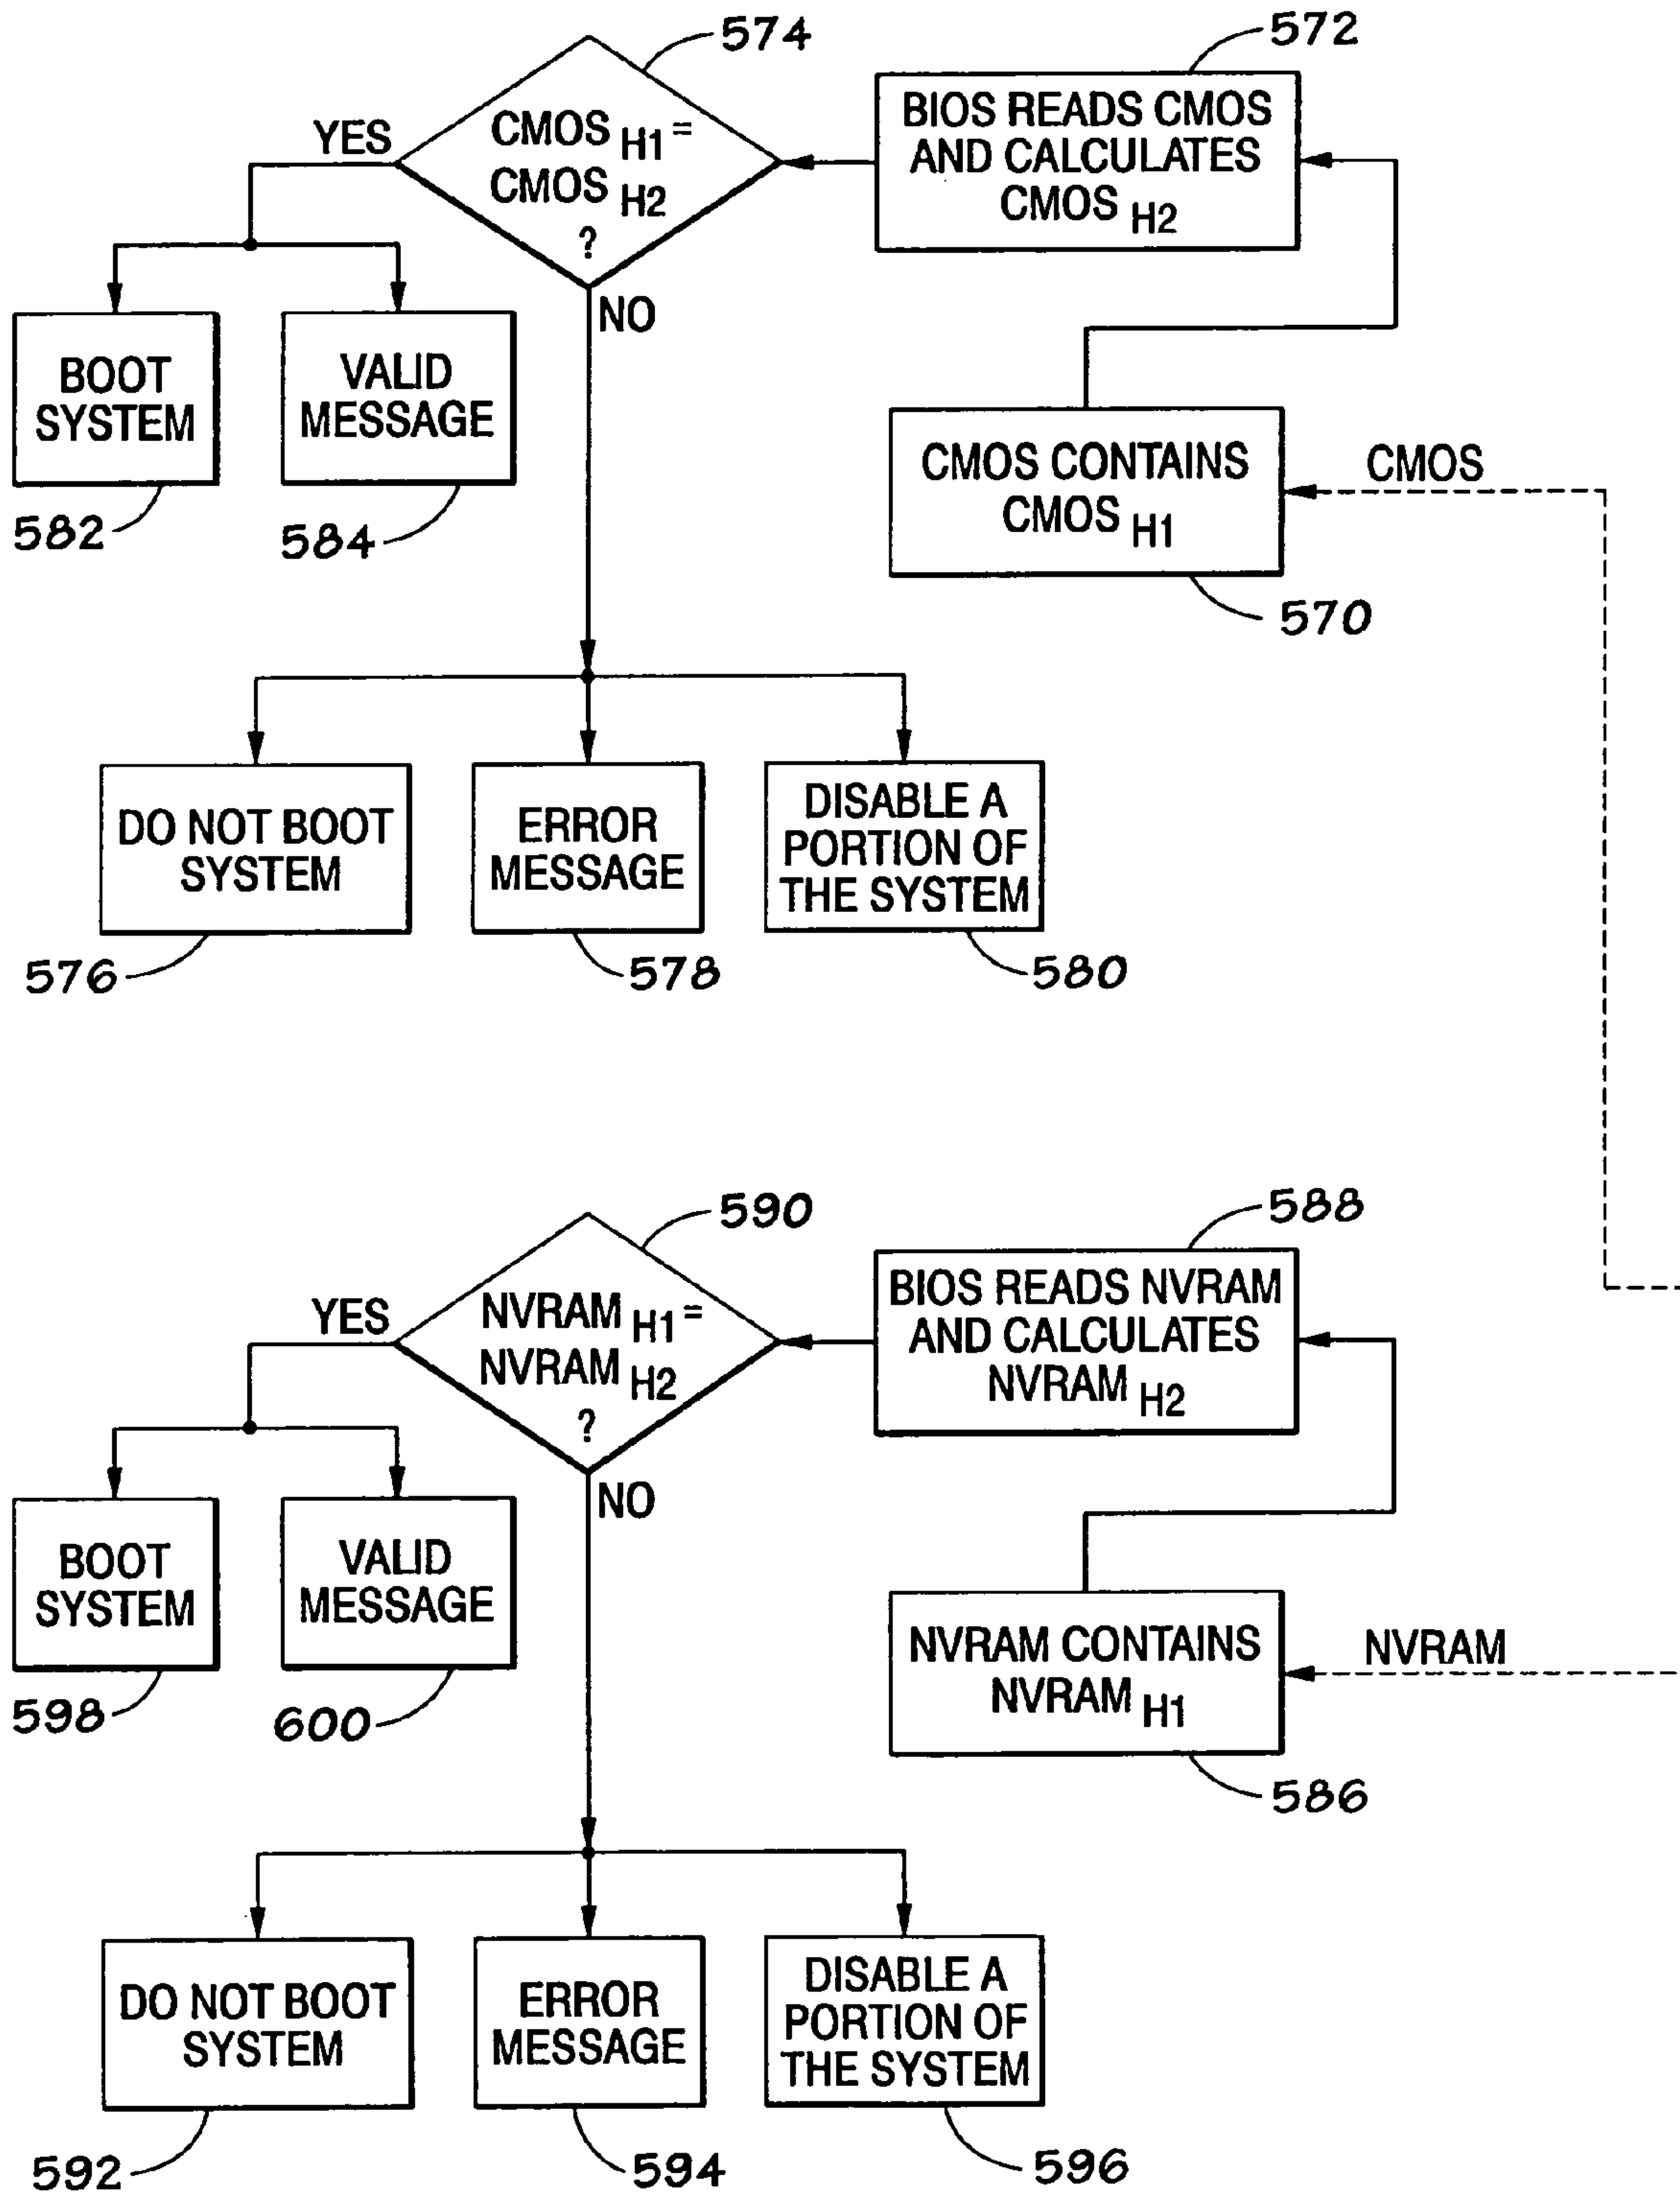 574
572
CMOS H1 =
CMOS H2
?
YES
BIOS READS CMOS
AND CALCULATES
CMOS H2
NO
BOOT
SYSTEM
VALID
MESSAGE
CMOS CONTAINS
CMOS H1
CMOS
582
584
570
DO NOT BOOT
SYSTEM
ERROR
MESSAGE
DISABLE A
PORTION OF
THE SYSTEM
576
578
580
590
588
NVRAM H1 =
NVRAM H2
?
YES
BIOS READS NVRAM
AND CALCULATES
NVRAM H2
NO
BOOT
SYSTEM
VALID
MESSAGE
NVRAM CONTAINS
NVRAM H1
NVRAM
598
600
586
DO NOT BOOT
SYSTEM
ERROR
MESSAGE
DISABLE A
PORTION OF
THE SYSTEM
592
594
596